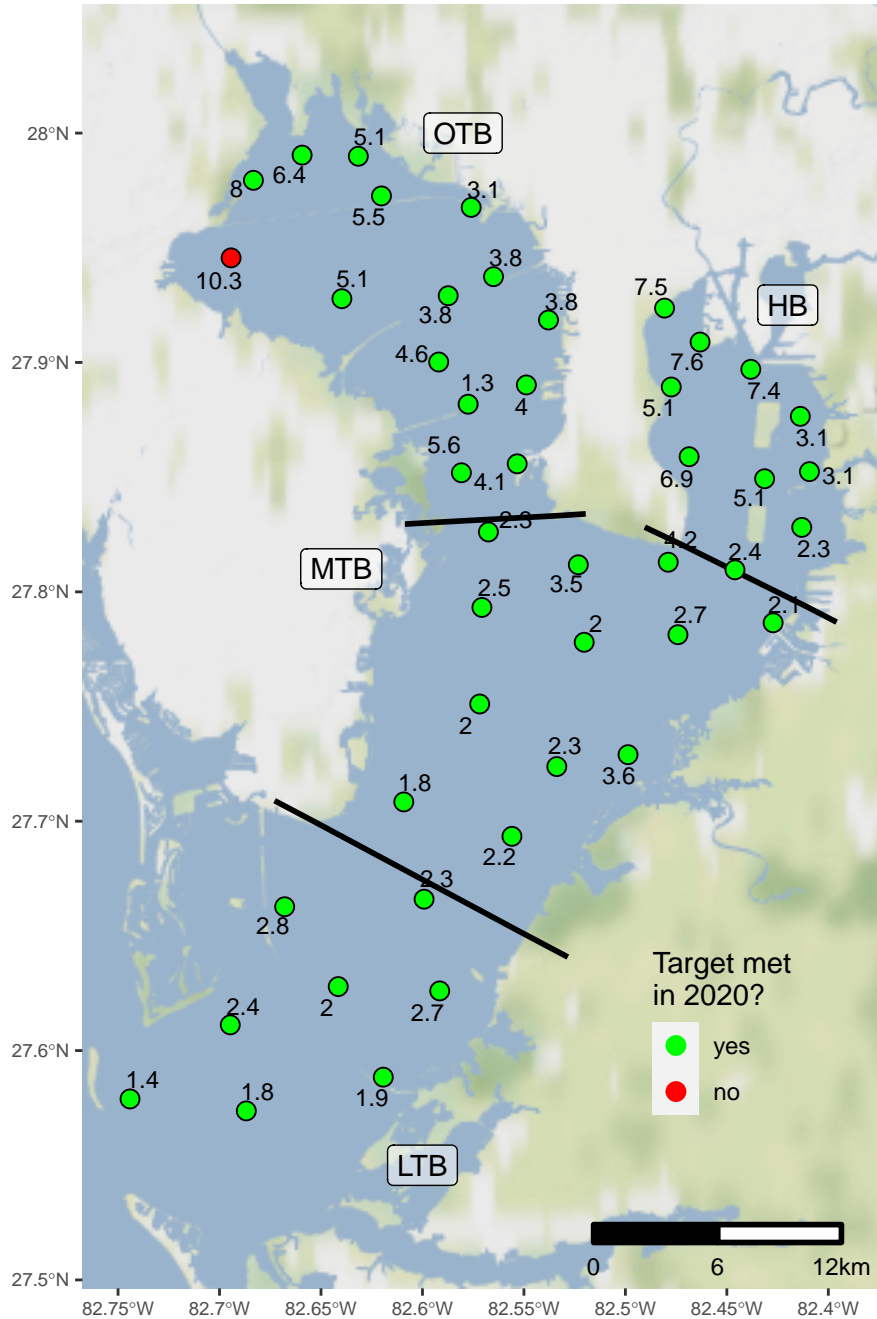 28°N
27.9°N
27.8°N
27.7°N
27.6°N
27.5°N
OTB
5.1
6.4
8
5.5
3.1
10.3
5.1
3.8
3.8
3.8
4.6
1.3
4
5.6
4.1
HB
7.5
7.6
7.4
5.1
3.1
6.9
5.1
3.1
2.3
MTB
2.3
3.5
4.2
2.4
2.5
2
2.7
2.1
2
2.3
3.6
1.8
2.2
2.3
2.8
2.4
2
2.7
1.4
1.8
1.9
LTB
Target met
in 2020?
yes
no
0 6 12km
82.75°W 82.7°W 82.65°W 82.6°W 82.55°W 82.5°W 82.45°W 82.4°W